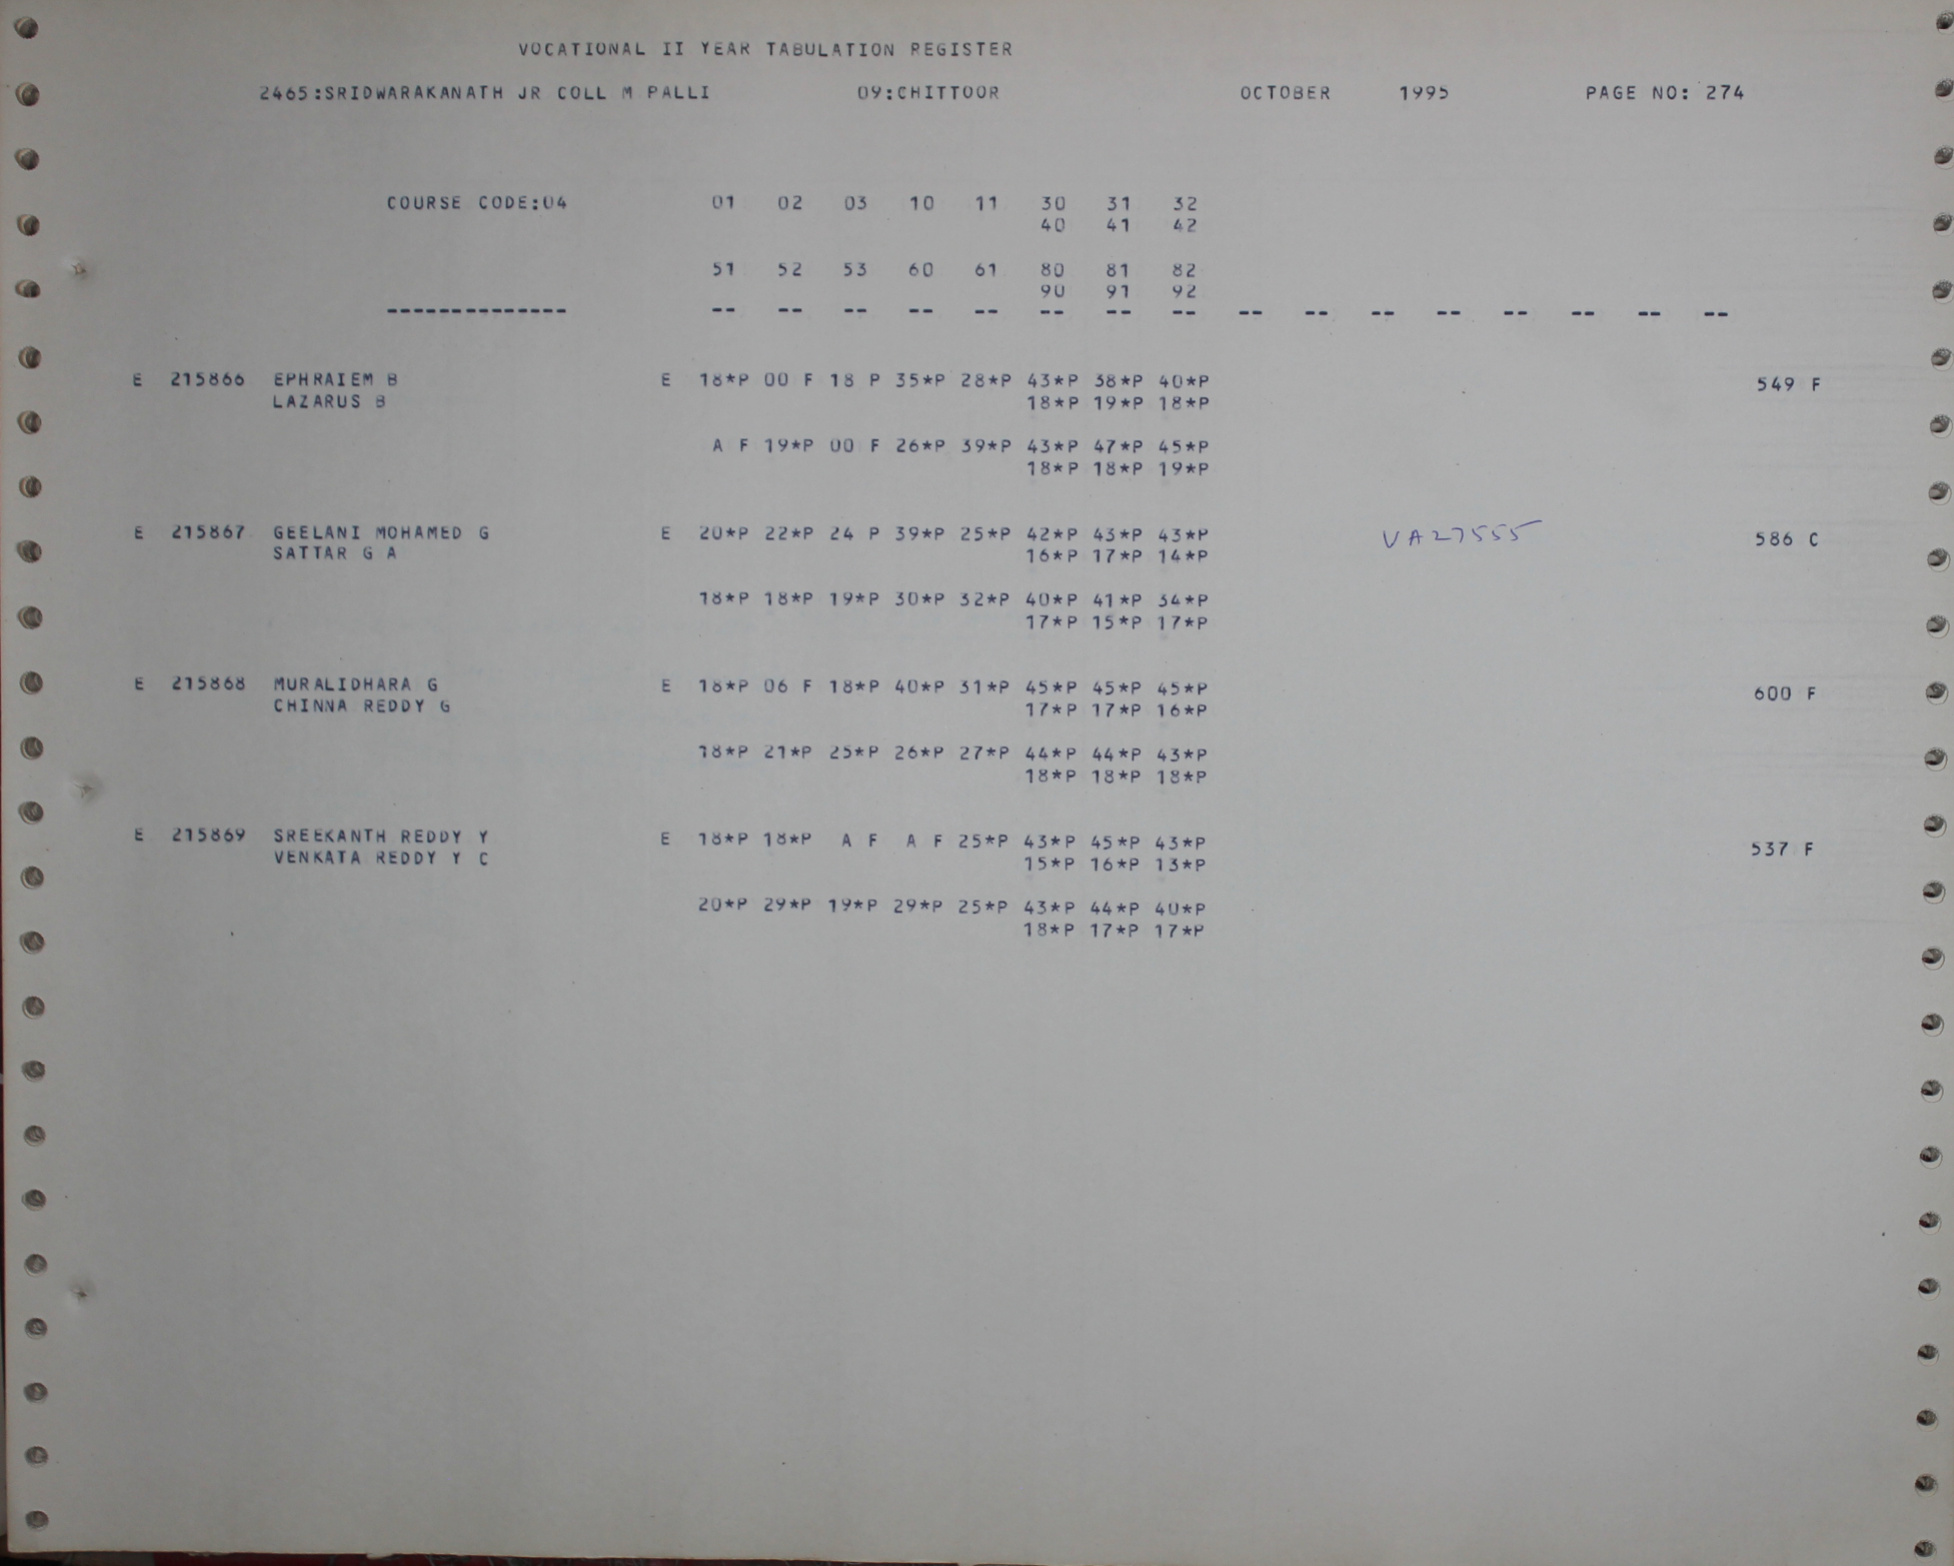 VOCATIONAL II YEAR TABULATION REGISTER
2465:SRIDWARAKANATH JR COLL M PALLI 09:CHITTOOR OCTOBER 1995 PAGE NO: 274
COURSE CODE:04 01 02 03 10 11 30 31 32
40 41 42
51 52 53 60 61 80 81 82
90 91 92
-------------- -- -- -- -- -- -- -- -- -- -- -- -- -- -- -- --
E 215866 EPHRAIEM B E 18*P 00 F 18 P 35*P 28*P 43*P 38*P 40*P 549 F
LAZARUS B 18*P 19*P 18*P
A F 19*P 00 F 26*P 39*P 43*P 47*P 45*P
18*P 18*P 19*P
E 215867 GEELANI MOHAMED G E 20*P 22*P 24 P 39*P 25*P 42*P 43*P 43*P VA27555 586 C
SATTAR G A 16*P 17*P 14*P
18*P 18*P 19*P 30*P 32*P 40*P 41*P 34*P
17*P 15*P 17*P
E 215868 MURALIDHARA G E 18*P 06 F 18*P 40*P 31*P 45*P 45*P 45*P 600 F
CHINNA REDDY G 17*P 17*P 16*P
18*P 21*P 25*P 26*P 27*P 44*P 44*P 43*P
18*P 18*P 18*P
E 215869 SREEKANTH REDDY Y E 18*P 18*P A F A F 25*P 43*P 45*P 43*P 537 F
VENKATA REDDY Y C 15*P 16*P 13*P
20*P 29*P 19*P 29*P 25*P 43*P 44*P 40*P
18*P 17*P 17*P